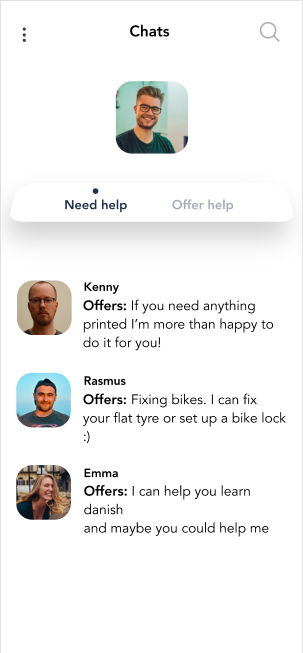 Chats
Need help
Offer help
Kenny
Offers: If you need anything
printed I’m more than happy to
do it for you!
Rasmus
Offers: Fixing bikes. I can fix
your flat tyre or set up a bike lock
:)
Emma
Offers: I can help you learn
danish
and maybe you could help me